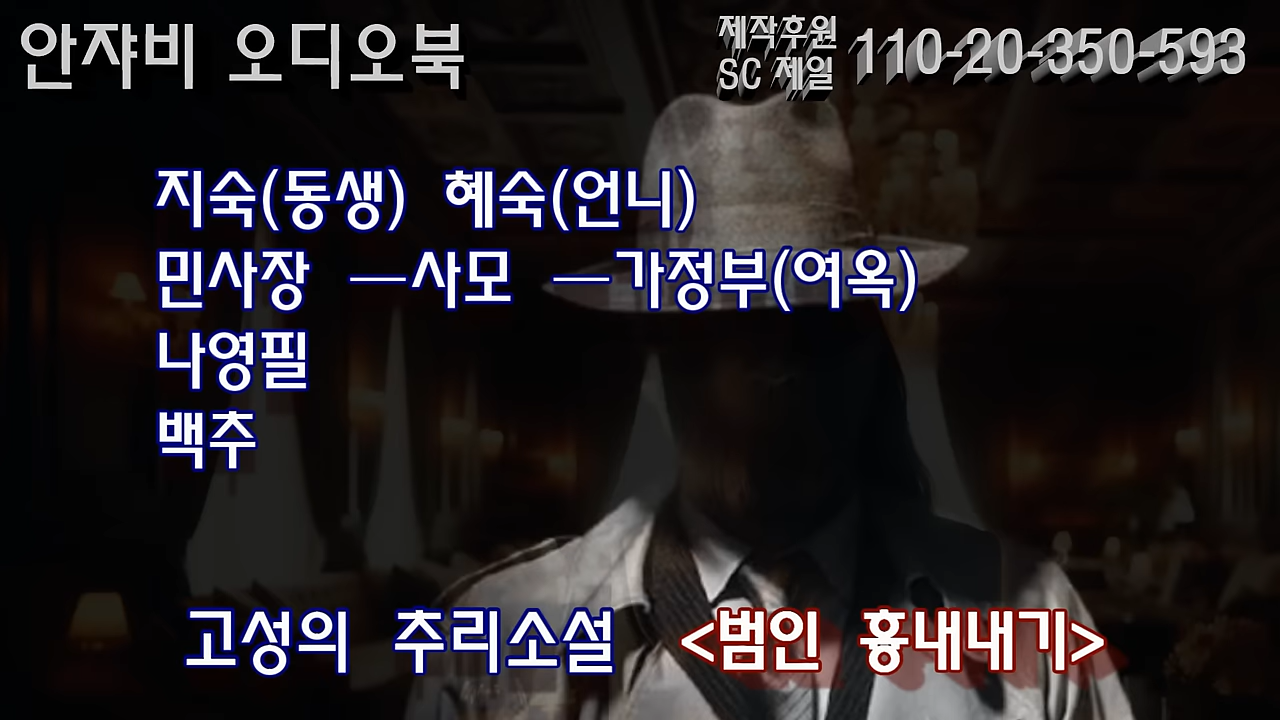 안쟈비 오디오북
제작후원
SC 제일
110-20-350-593
지숙(동생) 혜숙(언니)
민사장 —사모 —가정부(여옥)
나영필
백추
고성의 추리소설 <범인 흉내내기>